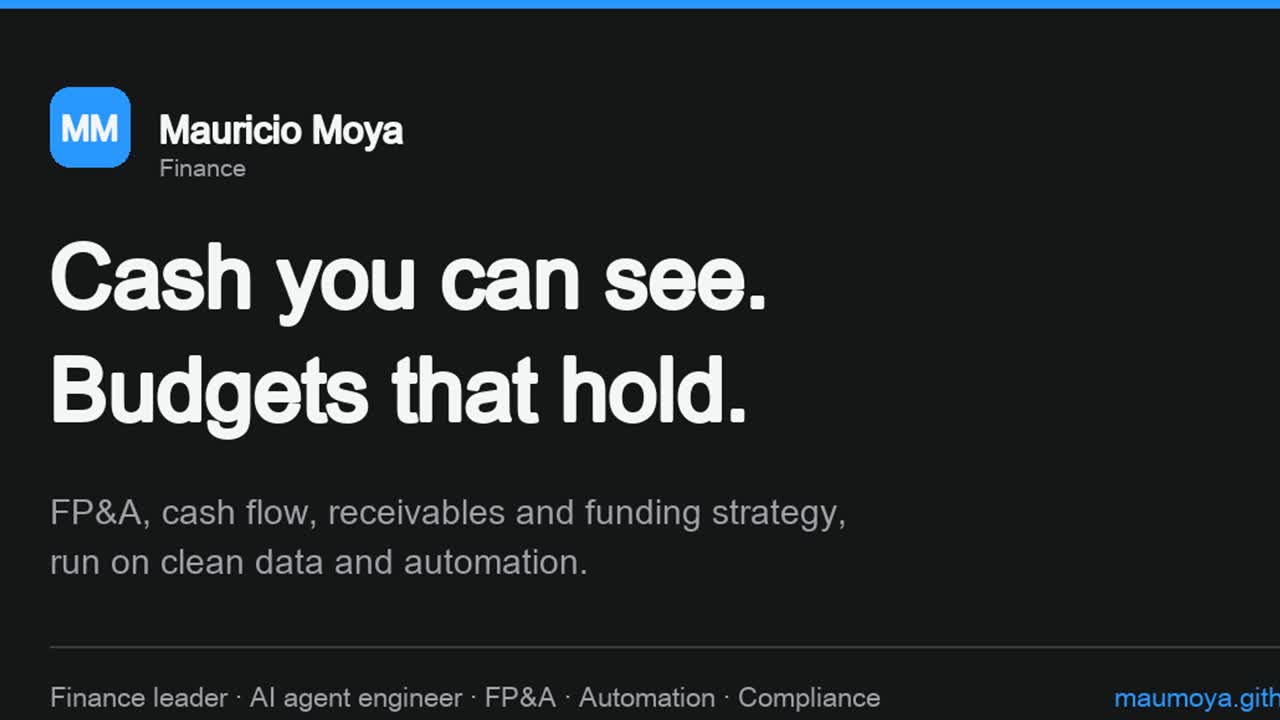 MM
Mauricio Moya
Finance
Cash you can see.
Budgets that hold.
FP&A, cash flow, receivables and funding strategy,
run on clean data and automation.
Finance leader · AI agent engineer · FP&A · Automation · Compliance
maumoya.gith